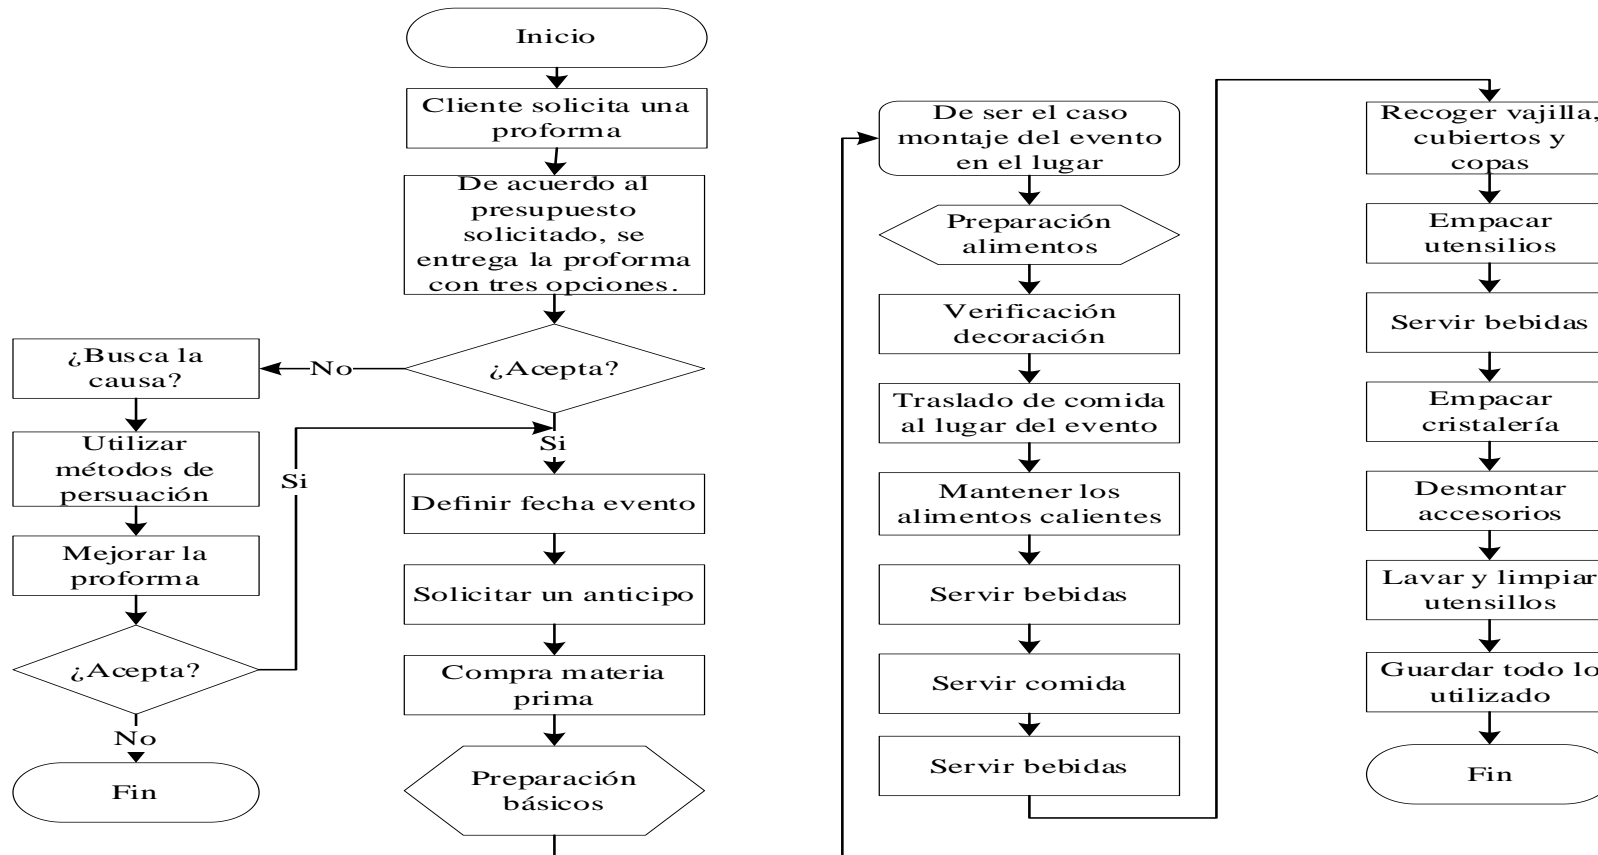 Inicio
Cliente solicita una
proforma
De acuerdo al
presupuesto
solicitado, se
entrega la proforma
con tres opciones.
¿Acepta?
No
¿Busca la
causa?
Utilizar
métodos de
persuación
Mejorar la
proforma
¿Acepta?
Si
No
Fin
Si
Definir fecha evento
Solicitar un anticipo
Compra materia
prima
Preparación
básicos
De ser el caso
montaje del evento
en el lugar
Preparación
alimentos
Verificación
decoración
Traslado de comida
al lugar del evento
Mantener los
alimentos calientes
Servir bebidas
Servir comida
Servir bebidas
Recoger vajilla,
cubiertos y
copas
Empacar
utensilios
Servir bebidas
Empacar
cristalería
Desmontar
accesorios
Lavar y limpiar
utensillos
Guardar todo lo
utilizado
Fin